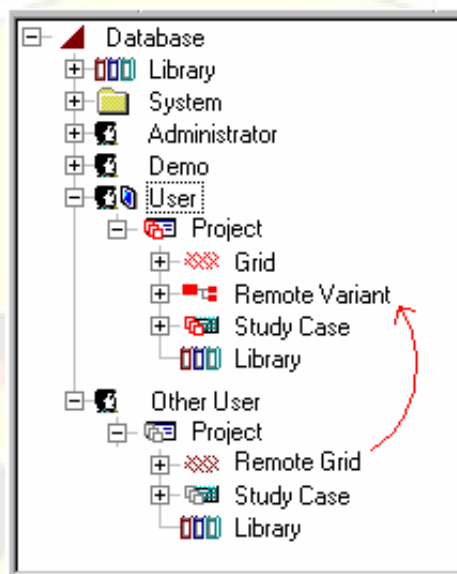 Database
Library
System
Administrator
Demo
User
Project
Grid
Remote Variant
Study Case
Library
Other User
Project
Remote Grid
Study Case
Library